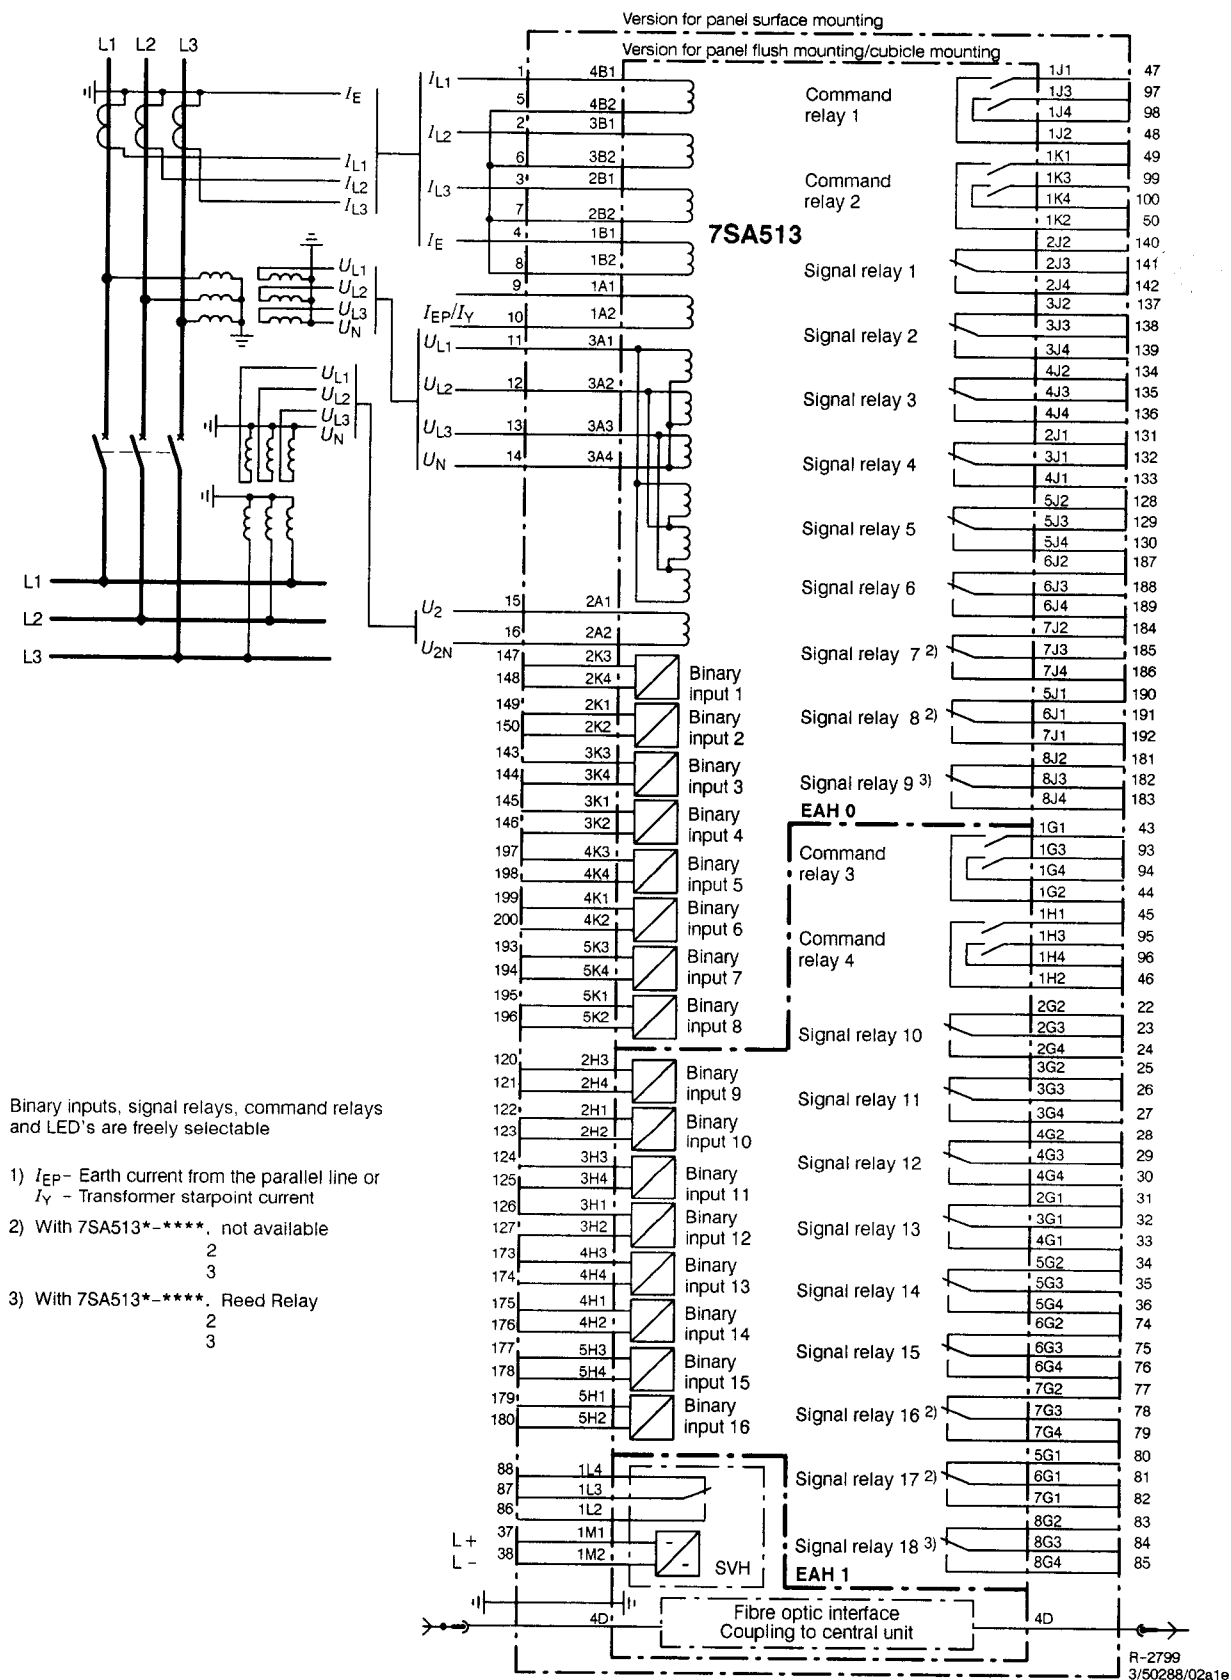 Version for panel surface mounting
Version for panel flush mounting/cubicle mounting
L1 L2 L3
I_E
I_L1
I_L2
I_L3
U_L1
U_L2
U_L3
U_N
U_L1
U_L2
U_L3
U_N
L1
L2
L3
I_L1 1 4B1
5 4B2
I_L2 2 3B1
6 3B2
I_L3 3 2B1
7 2B2
I_E 4 1B1
8 1B2
9 1A1
I_EP/I_Y 10 1A2
U_L1 11 3A1
U_L2 12 3A2
U_L3 13 3A3
U_N 14 3A4
U_2 15 2A1
U_2N 16 2A2
7SA513
147 2K3
148 2K4
Binary input 1
149 2K1
150 2K2
Binary input 2
143 3K3
144 3K4
Binary input 3
145 3K1
146 3K2
Binary input 4
197 4K3
198 4K4
Binary input 5
199 4K1
200 4K2
Binary input 6
193 5K3
194 5K4
Binary input 7
195 5K1
196 5K2
Binary input 8
120 2H3
121 2H4
Binary input 9
122 2H1
123 2H2
Binary input 10
124 3H3
125 3H4
Binary input 11
126 3H1
127 3H2
Binary input 12
173 4H3
174 4H4
Binary input 13
175 4H1
176 4H2
Binary input 14
177 5H3
178 5H4
Binary input 15
179 5H1
180 5H2
Binary input 16
88 1L4
87 1L3
86 1L2
L+ 37 1M1
L- 38 1M2
SVH
Command relay 1
1J1 47
1J3 97
1J4 98
1J2 48
Command relay 2
1K1 49
1K3 99
1K4 100
1K2 50
Signal relay 1
2J2 140
2J3 141
2J4 142
Signal relay 2
3J2 137
3J3 138
3J4 139
Signal relay 3
4J2 134
4J3 135
4J4 136
Signal relay 4
2J1 131
3J1 132
4J1 133
Signal relay 5
5J2 128
5J3 129
5J4 130
Signal relay 6
6J2 187
6J3 188
6J4 189
Signal relay 7 2)
7J2 184
7J3 185
7J4 186
Signal relay 8 2)
5J1 190
6J1 191
7J1 192
Signal relay 9 3)
8J2 181
8J3 182
8J4 183
EAH 0
Command relay 3
1G1 43
1G3 93
1G4 94
1G2 44
Command relay 4
1H1 45
1H3 95
1H4 96
1H2 46
Signal relay 10
2G2 22
2G3 23
2G4 24
Signal relay 11
3G2 25
3G3 26
3G4 27
Signal relay 12
4G2 28
4G3 29
4G4 30
Signal relay 13
2G1 31
3G1 32
4G1 33
Signal relay 14
5G2 34
5G3 35
5G4 36
Signal relay 15
6G2 74
6G3 75
6G4 76
Signal relay 16 2)
7G2 77
7G3 78
7G4 79
Signal relay 17 2)
5G1 80
6G1 81
7G1 82
Signal relay 18 3)
8G2 83
8G3 84
8G4 85
EAH 1
4D Fibre optic interface 4D
Coupling to central unit
Binary inputs, signal relays, command relays
and LED's are freely selectable
1) I_EP – Earth current from the parallel line or
I_Y – Transformer starpoint current
2) With 7SA513*-****. not available
2
3
3) With 7SA513*-****. Reed Relay
2
3
R-2799
3/50288/02a1e